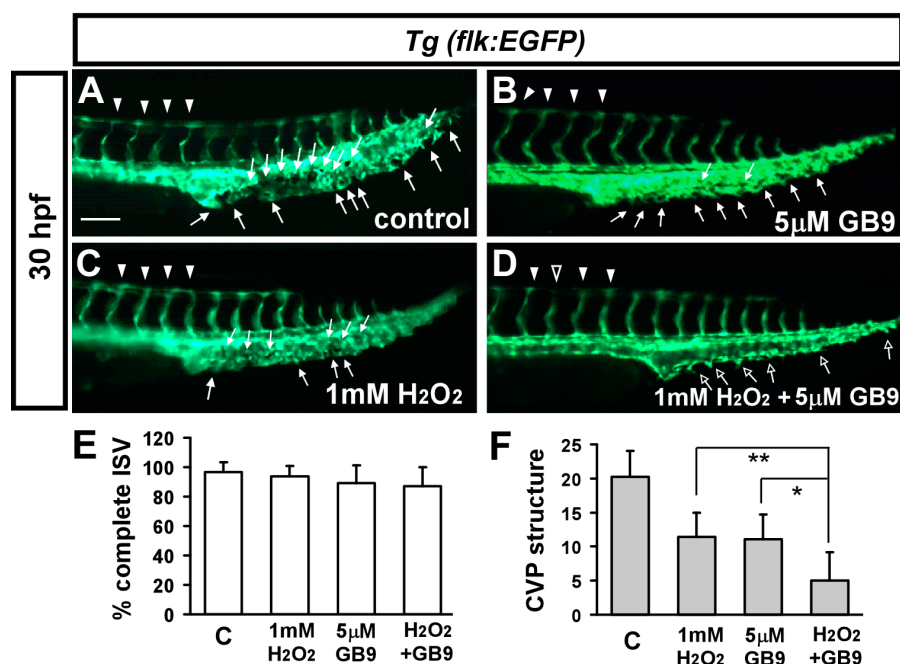 Tg (flk:EGFP)
30 hpf
A
control
B
5μM GB9
C
1mM H2O2
D
1mM H2O2 + 5μM GB9
E
% complete ISV
120
100
80
60
40
20
0
C
1mM
H2O2
5μM
GB9
H2O2
+GB9
F
CVP structure
25
20
15
10
5
0
**
*
C
1mM
H2O2
5μM
GB9
H2O2
+GB9